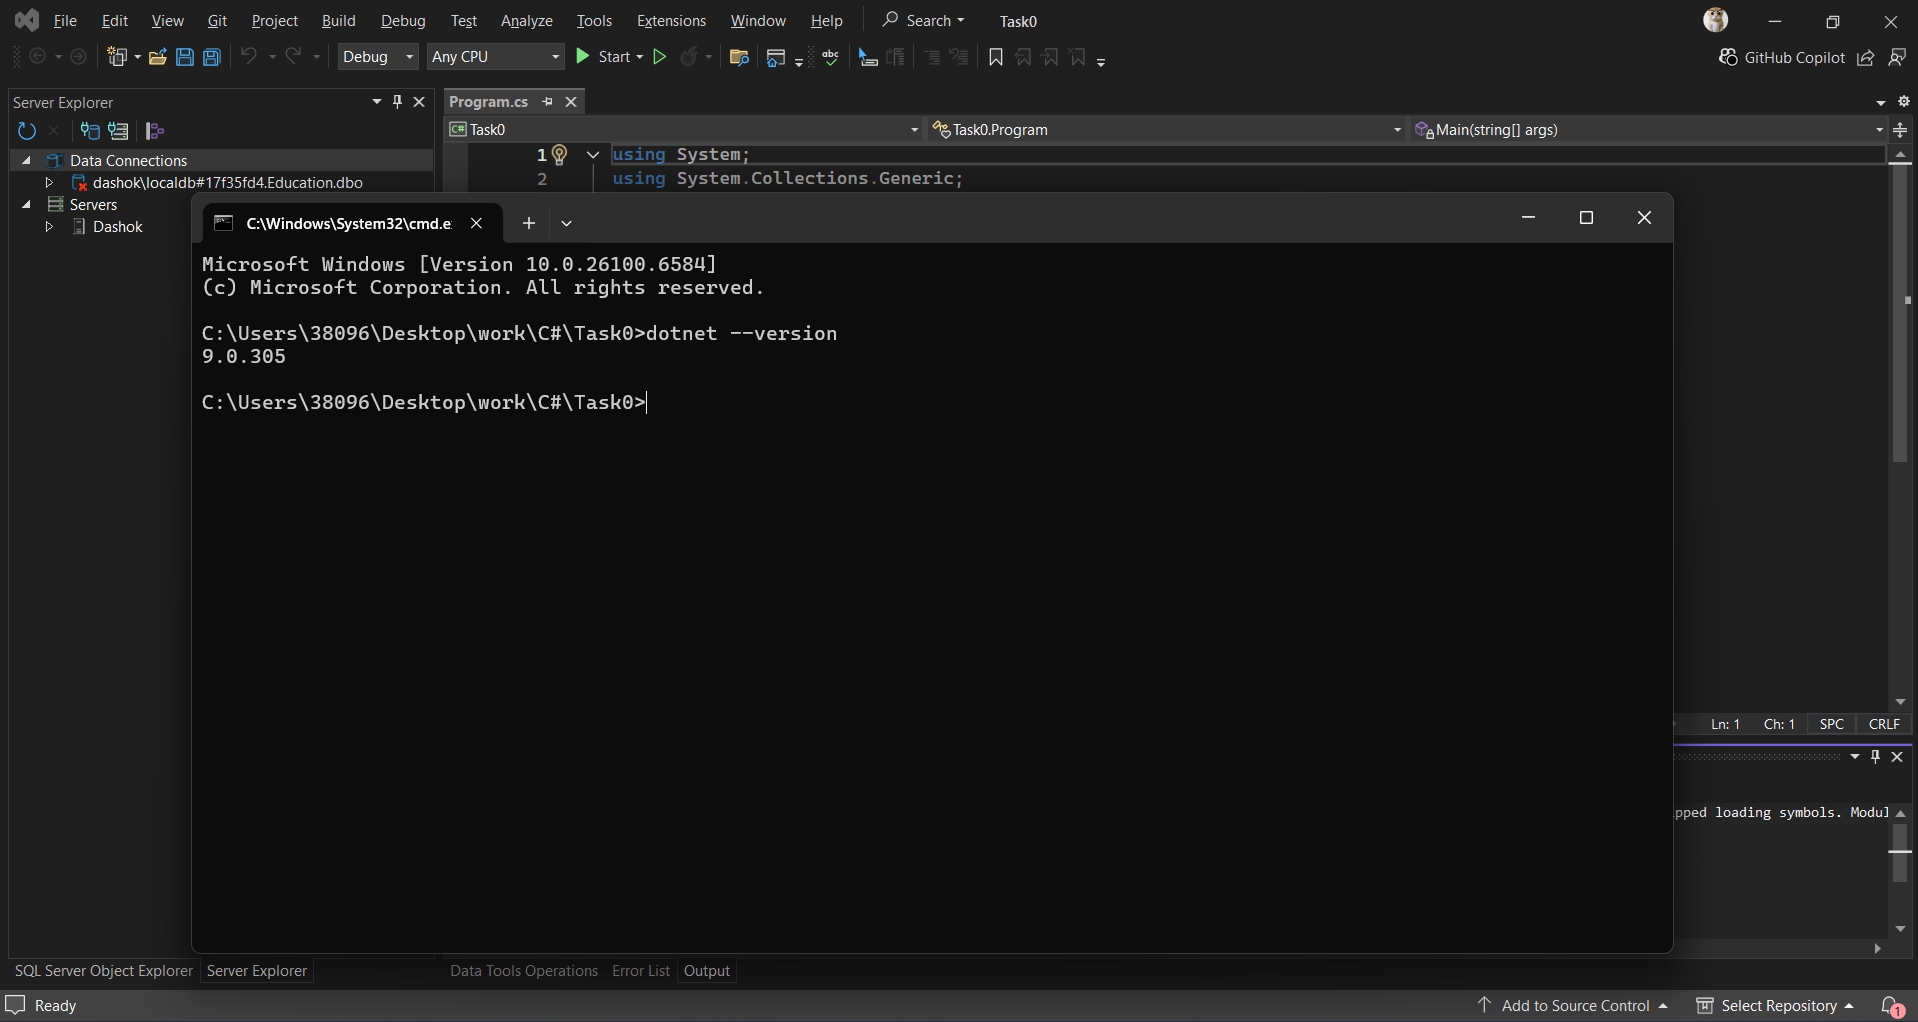 File Edit View Git Project Build Debug Test Analyze Tools Extensions Window Help Search Task0
Debug Any CPU Start abc GitHub Copilot
Server Explorer
Program.cs
C# Task0 Task0.Program Main(string[] args)
Data Connections
dashok\localdb#17f35fd4.Education.dbo
Servers
Dashok
1 using System;
2 using System.Collections.Generic;
C:\Windows\System32\cmd.e
Microsoft Windows [Version 10.0.26100.6584]
(c) Microsoft Corporation. All rights reserved.
C:\Users\38096\Desktop\work\C#\Task0>dotnet --version
9.0.305
C:\Users\38096\Desktop\work\C#\Task0>
Ln: 1 Ch: 1 SPC CRLF
pped loading symbols. Modul
SQL Server Object Explorer Server Explorer Data Tools Operations Error List Output
Ready Add to Source Control Select Repository 1